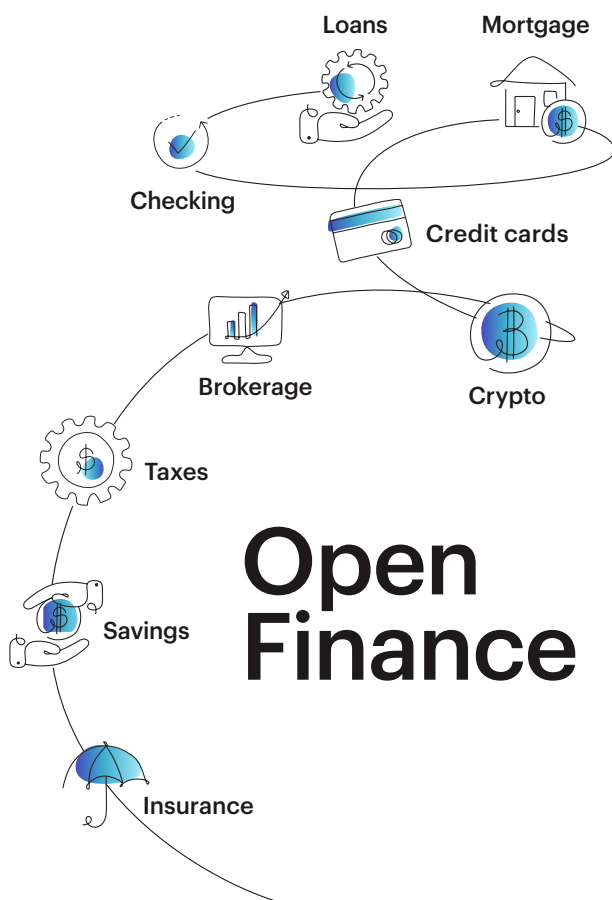 Loans
Mortgage
Checking
Credit cards
Brokerage
Crypto
Taxes
Open
Finance
Savings
Insurance